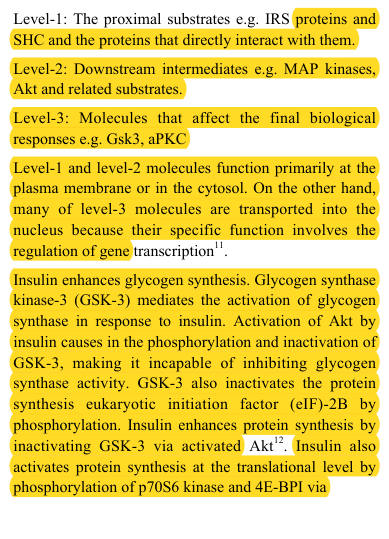 Level-1: The proximal substrates e.g. IRS proteins and
SHC and the proteins that directly interact with them.
Level-2: Downstream intermediates e.g. MAP kinases,
Akt and related substrates.
Level-3: Molecules that affect the final biological
responses e.g. Gsk3, aPKC
Level-1 and level-2 molecules function primarily at the
plasma membrane or in the cytosol. On the other hand,
many of level-3 molecules are transported into the
nucleus because their specific function involves the
regulation of gene transcription11.
Insulin enhances glycogen synthesis. Glycogen synthase
kinase-3 (GSK-3) mediates the activation of glycogen
synthase in response to insulin. Activation of Akt by
insulin causes in the phosphorylation and inactivation of
GSK-3, making it incapable of inhibiting glycogen
synthase activity. GSK-3 also inactivates the protein
synthesis eukaryotic initiation factor (eIF)-2B by
phosphorylation. Insulin enhances protein synthesis by
inactivating GSK-3 via activated Akt12. Insulin also
activates protein synthesis at the translational level by
phosphorylation of p70S6 kinase and 4E-BPI via